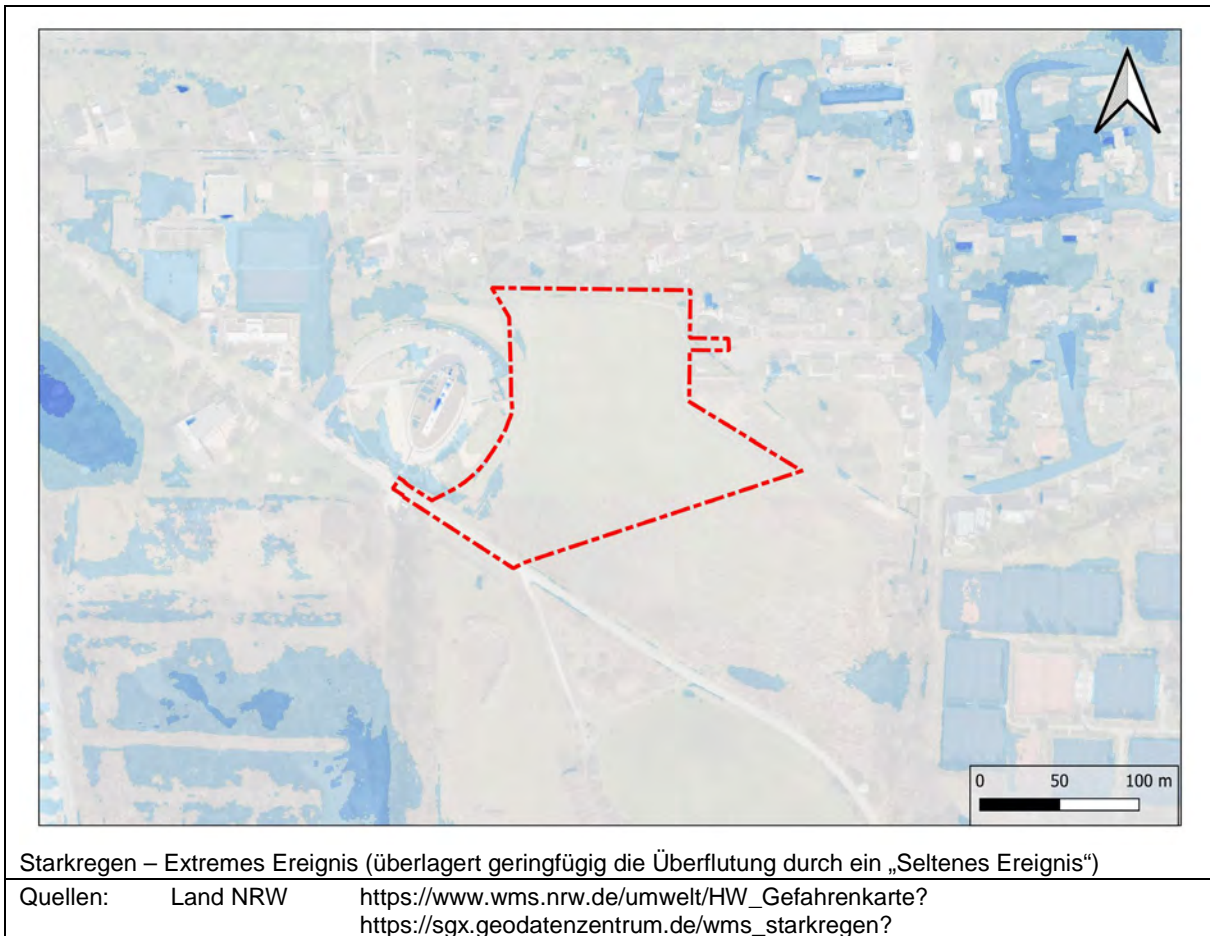 0 50 100 m
Starkregen – Extremes Ereignis (überlagert geringfügig die Überflutung durch ein „Seltenes Ereignis“)
Quellen: Land NRW https://www.wms.nrw.de/umwelt/HW_Gefahrenkarte?
https://sgx.geodatenzentrum.de/wms_starkregen?